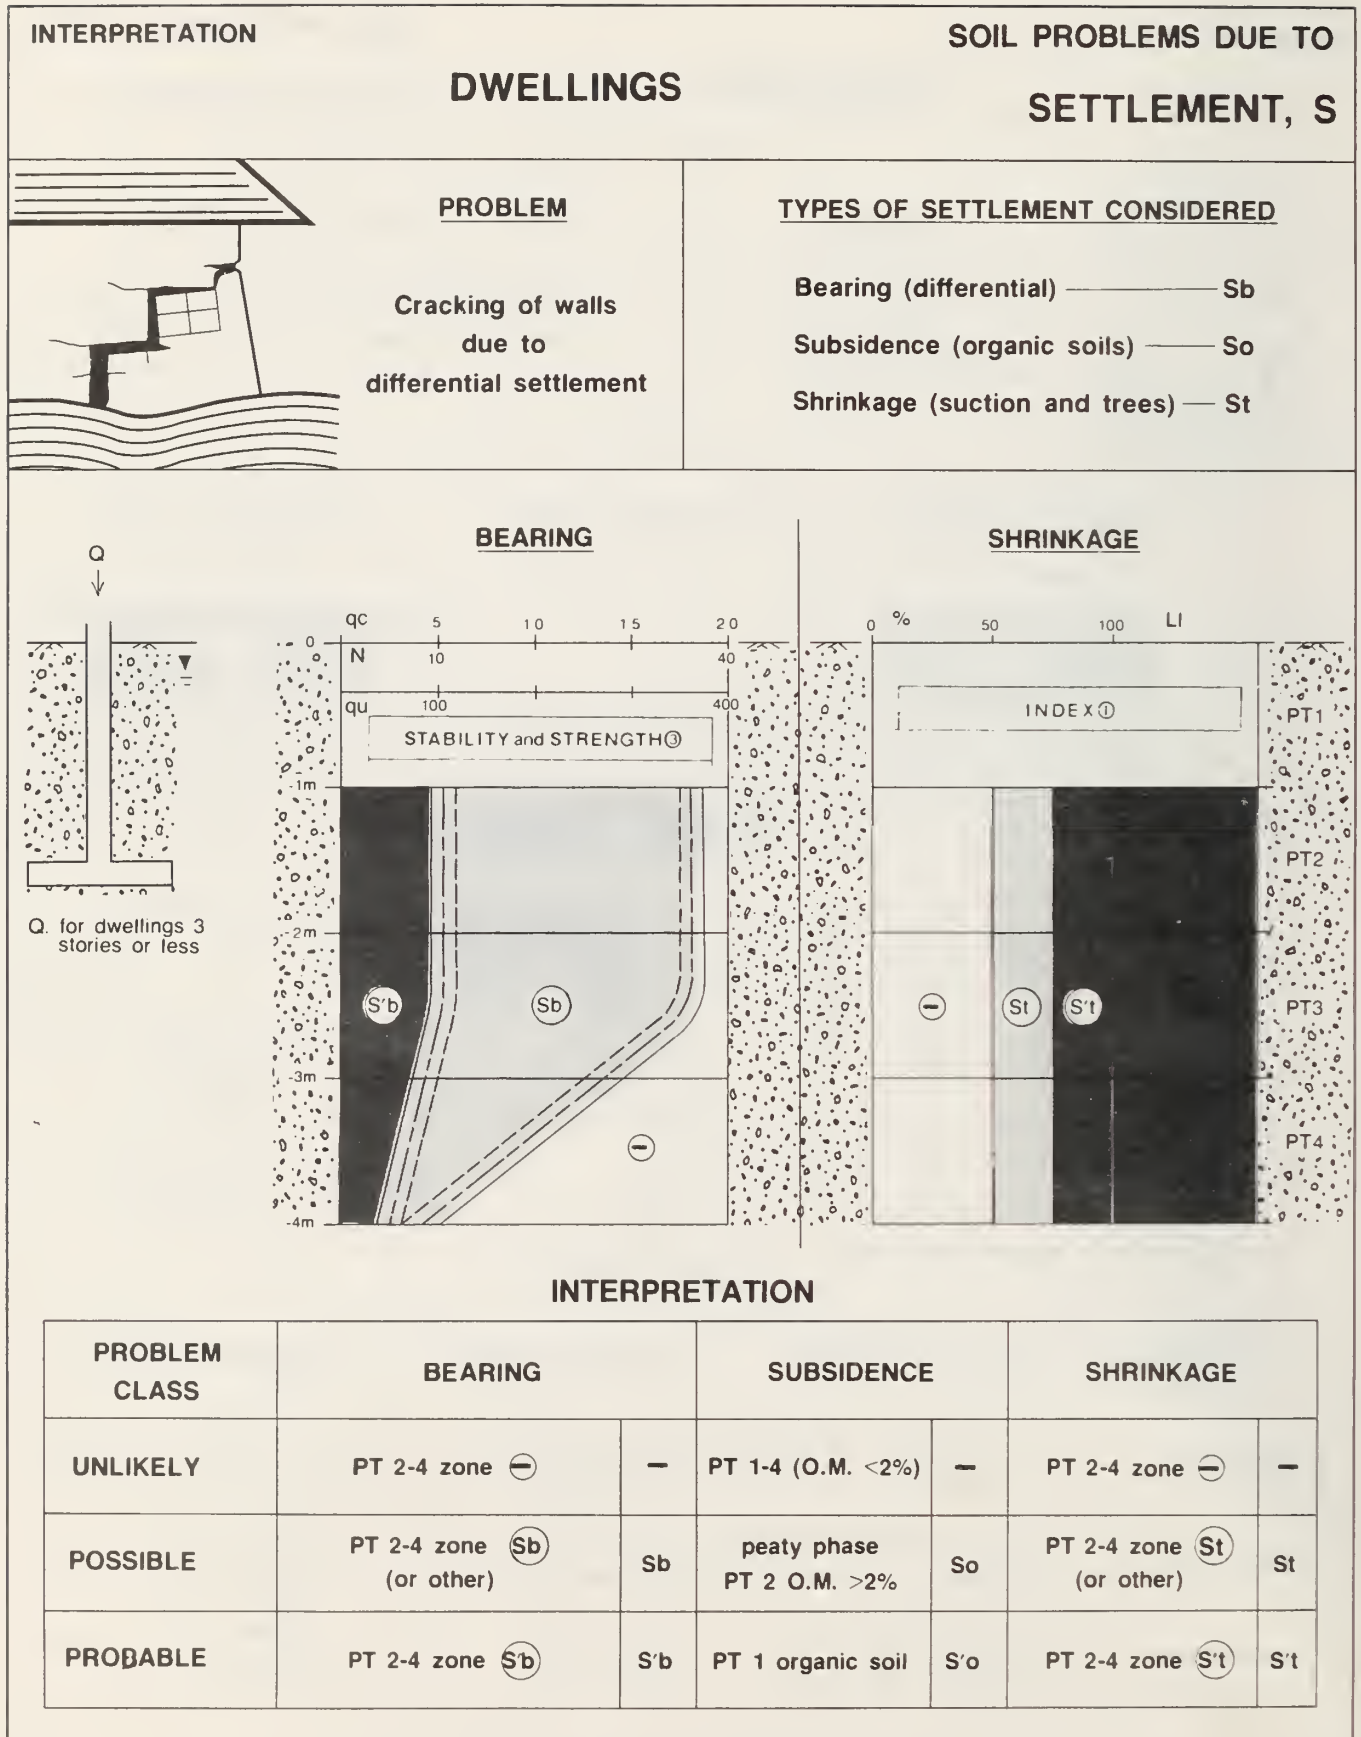 INTERPRETATION
SOIL PROBLEMS DUE TO
DWELLINGS
SETTLEMENT, S
PROBLEM
Cracking of walls
due to
differential settlement
TYPES OF SETTLEMENT CONSIDERED
Bearing (differential) Sb
Subsidence (organic soils) So
Shrinkage (suction and trees) St
BEARING
SHRINKAGE
Q
Q. for dwellings 3
stories or less
qc 5 10 15 20
0
N 10 40
qu 100 400
STABILITY and STRENGTH③
-1m
-2m
-3m
-4m
S'b
Sb
−
0 % 50 100 LI
INDEX①
− St S't
PT1
PT2
PT3
PT4
INTERPRETATION
PROBLEM
CLASS
BEARING
SUBSIDENCE
SHRINKAGE
UNLIKELY
PT 2-4 zone −
−
PT 1-4 (O.M. <2%)
−
PT 2-4 zone −
−
POSSIBLE
PT 2-4 zone Sb
(or other)
Sb
peaty phase
PT 2 O.M. >2%
So
PT 2-4 zone St
(or other)
St
PROBABLE
PT 2-4 zone S'b
S'b
PT 1 organic soil
S'o
PT 2-4 zone S't
S't